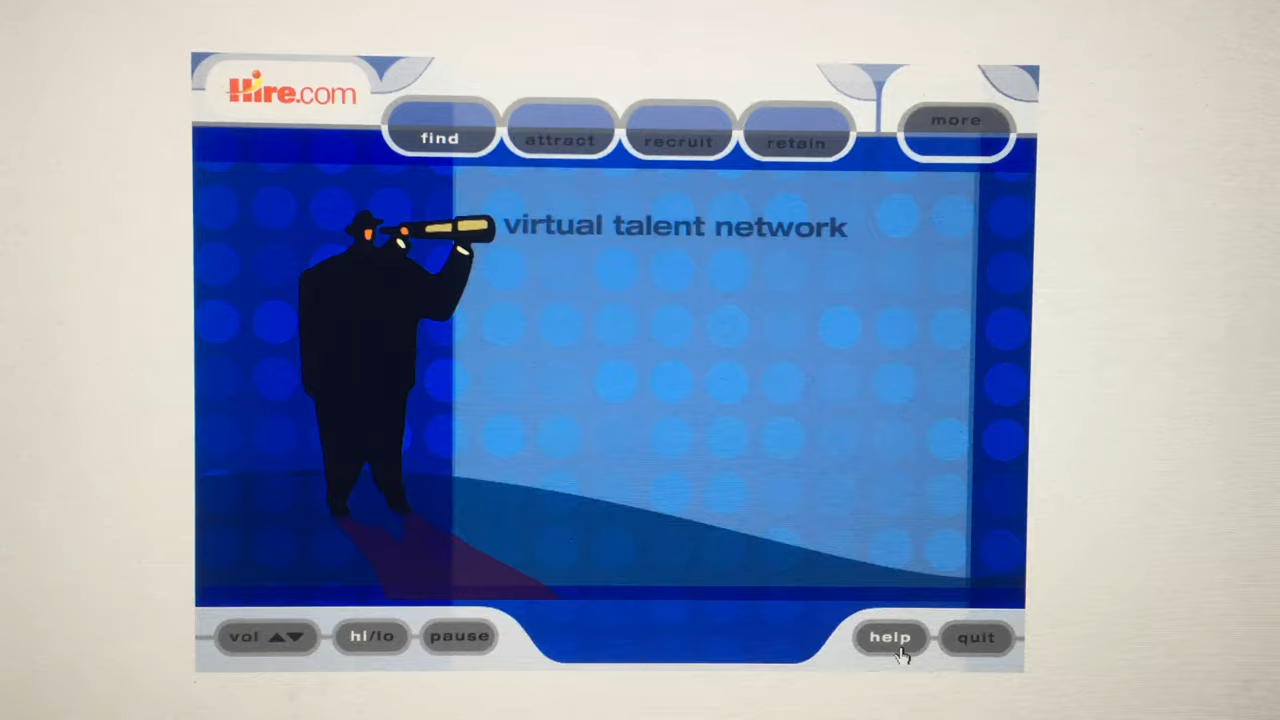 Hire.com
find
attract
recruit
retain
more
virtual talent network
vol
hi/lo
pause
help
quit